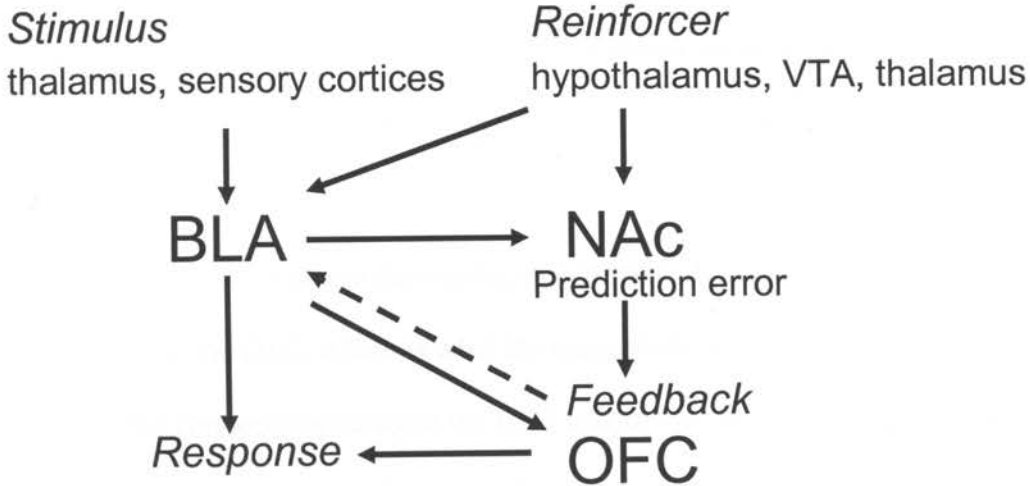 Stimulus
thalamus, sensory cortices
Reinforcer
hypothalamus, VTA, thalamus
BLA
NAc
Prediction error
Feedback
Response
OFC